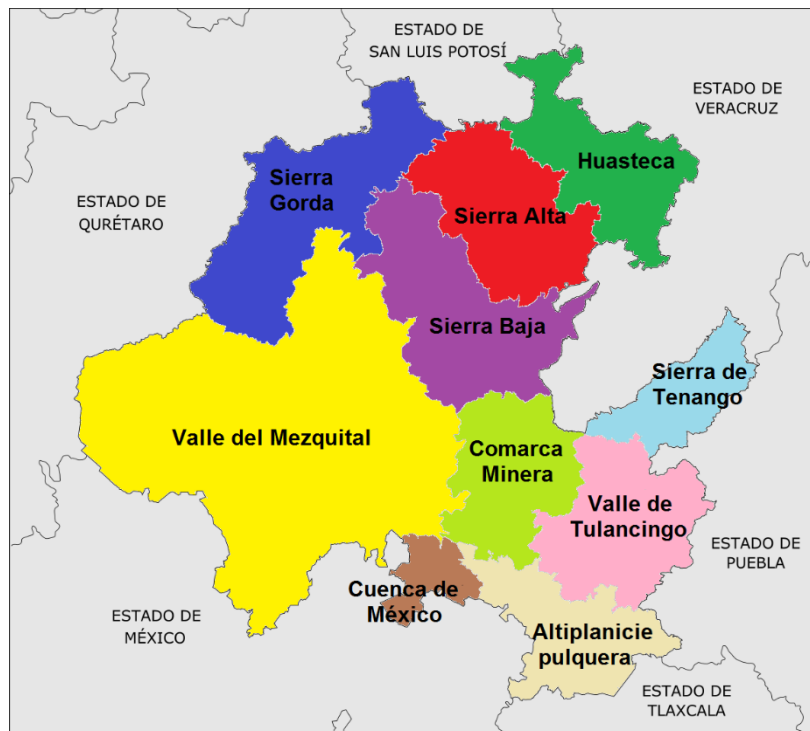 ESTADO DE
SAN LUIS POTOSÍ
ESTADO DE
VERACRUZ
Huasteca
Sierra
Gorda
ESTADO DE
QURÉTARO
Sierra Alta
Sierra Baja
Sierra de
Tenango
Valle del Mezquital
Comarca
Minera
Valle de
Tulancingo
ESTADO DE
PUEBLA
Cuenca de
México
ESTADO DE
MÉXICO
Altiplanicie
pulquera
ESTADO DE
TLAXCALA